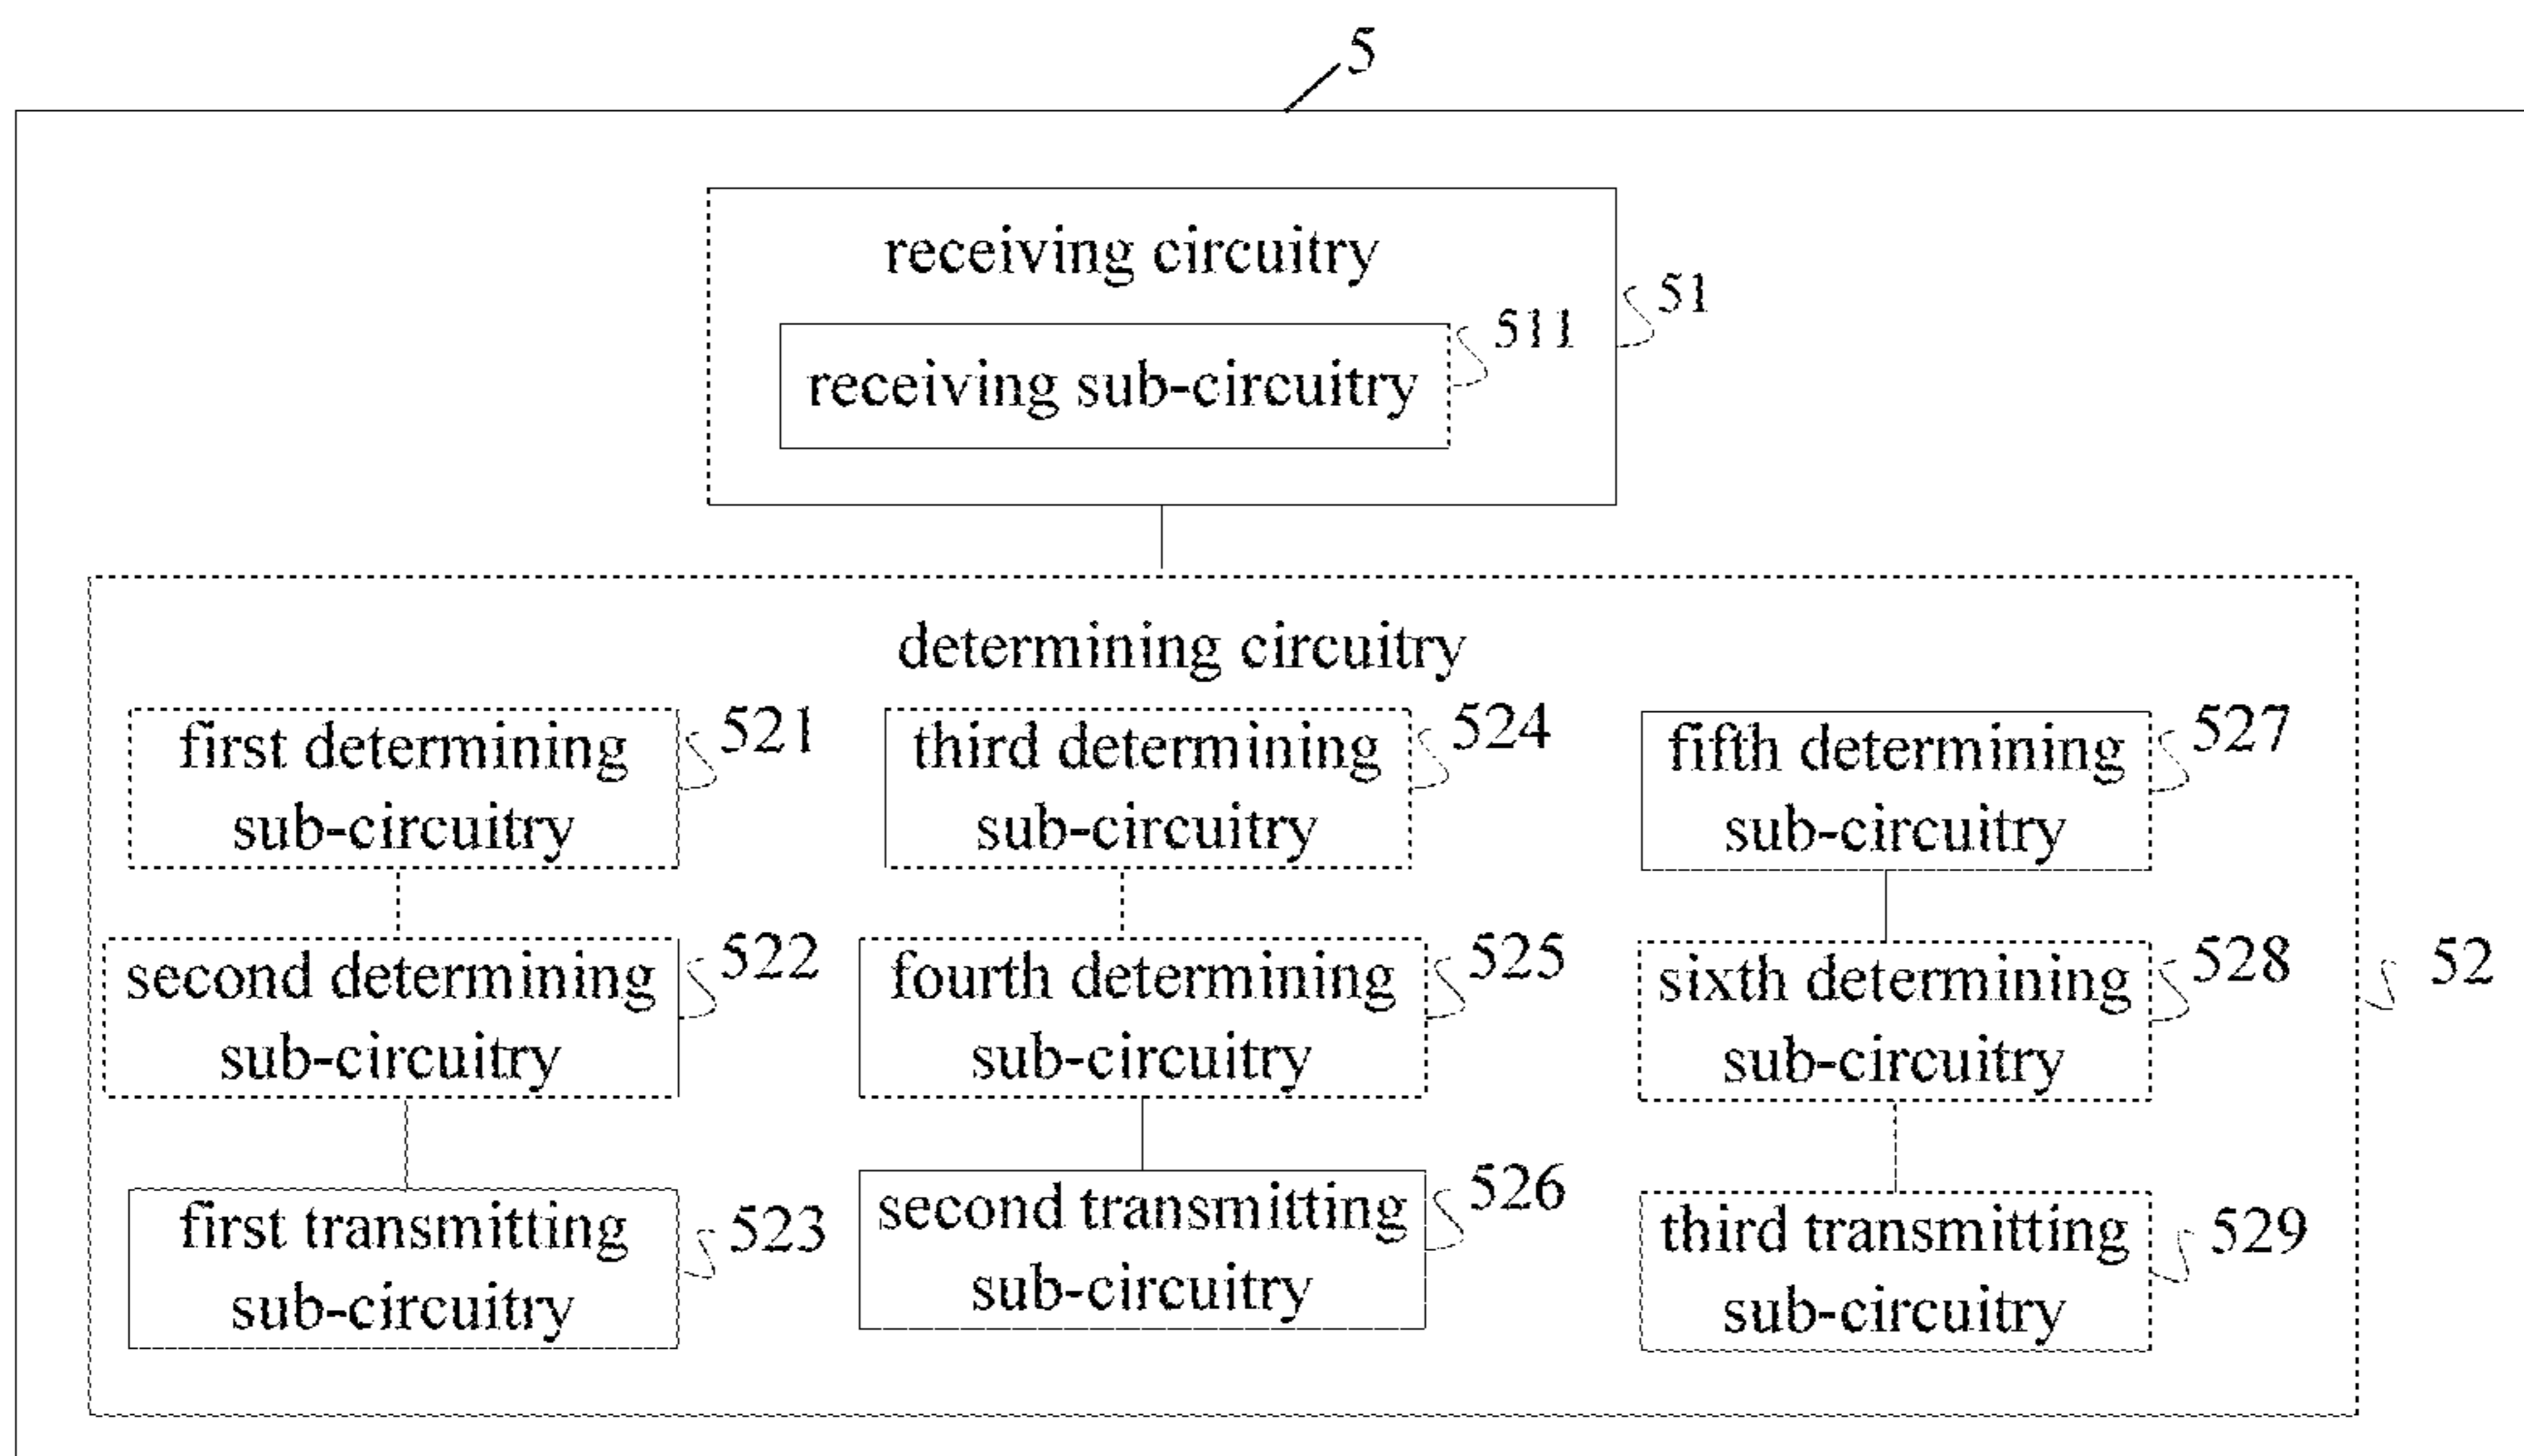 5
receiving circuitry
51
receiving sub-circuitry
511
determining circuitry
first determining
sub-circuitry
521
second determining
sub-circuitry
522
first transmitting
sub-circuitry
523
third determining
sub-circuitry
524
fourth determining
sub-circuitry
525
second transmitting
sub-circuitry
526
fifth determining
sub-circuitry
527
sixth determining
sub-circuitry
528
third transmitting
sub-circuitry
529
52